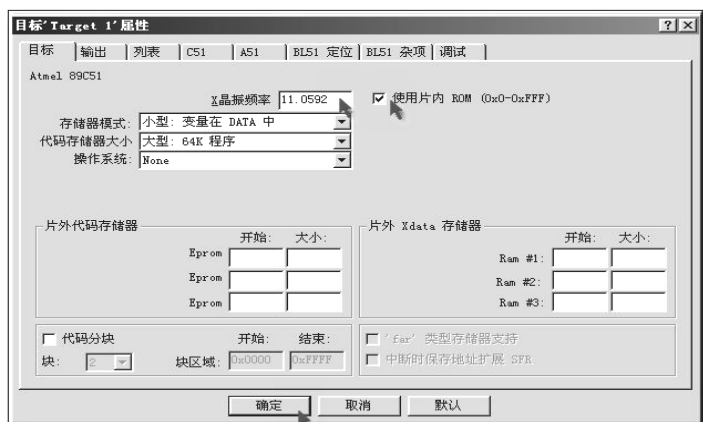 目标'Target 1'属性
目标 输出 列表 C51 A51 BL51 定位 BL51 杂项 调试
Atmel 89C51
X晶振频率 11.0592 使用片内 ROM (0x0-0xFFF)
存储器模式: 小型: 变量在 DATA 中
代码存储器大小 大型: 64K 程序
操作系统: None
片外代码存储器 片外 Xdata 存储器
开始: 大小: 开始: 大小:
Eprom Ram #1:
Eprom Ram #2:
Eprom Ram #3:
代码分块 开始: 结束: 'far' 类型存储器支持
块: 2 块区域: 0x0000 0xFFFF 中断时保存地址扩展 SFR
确定 取消 默认